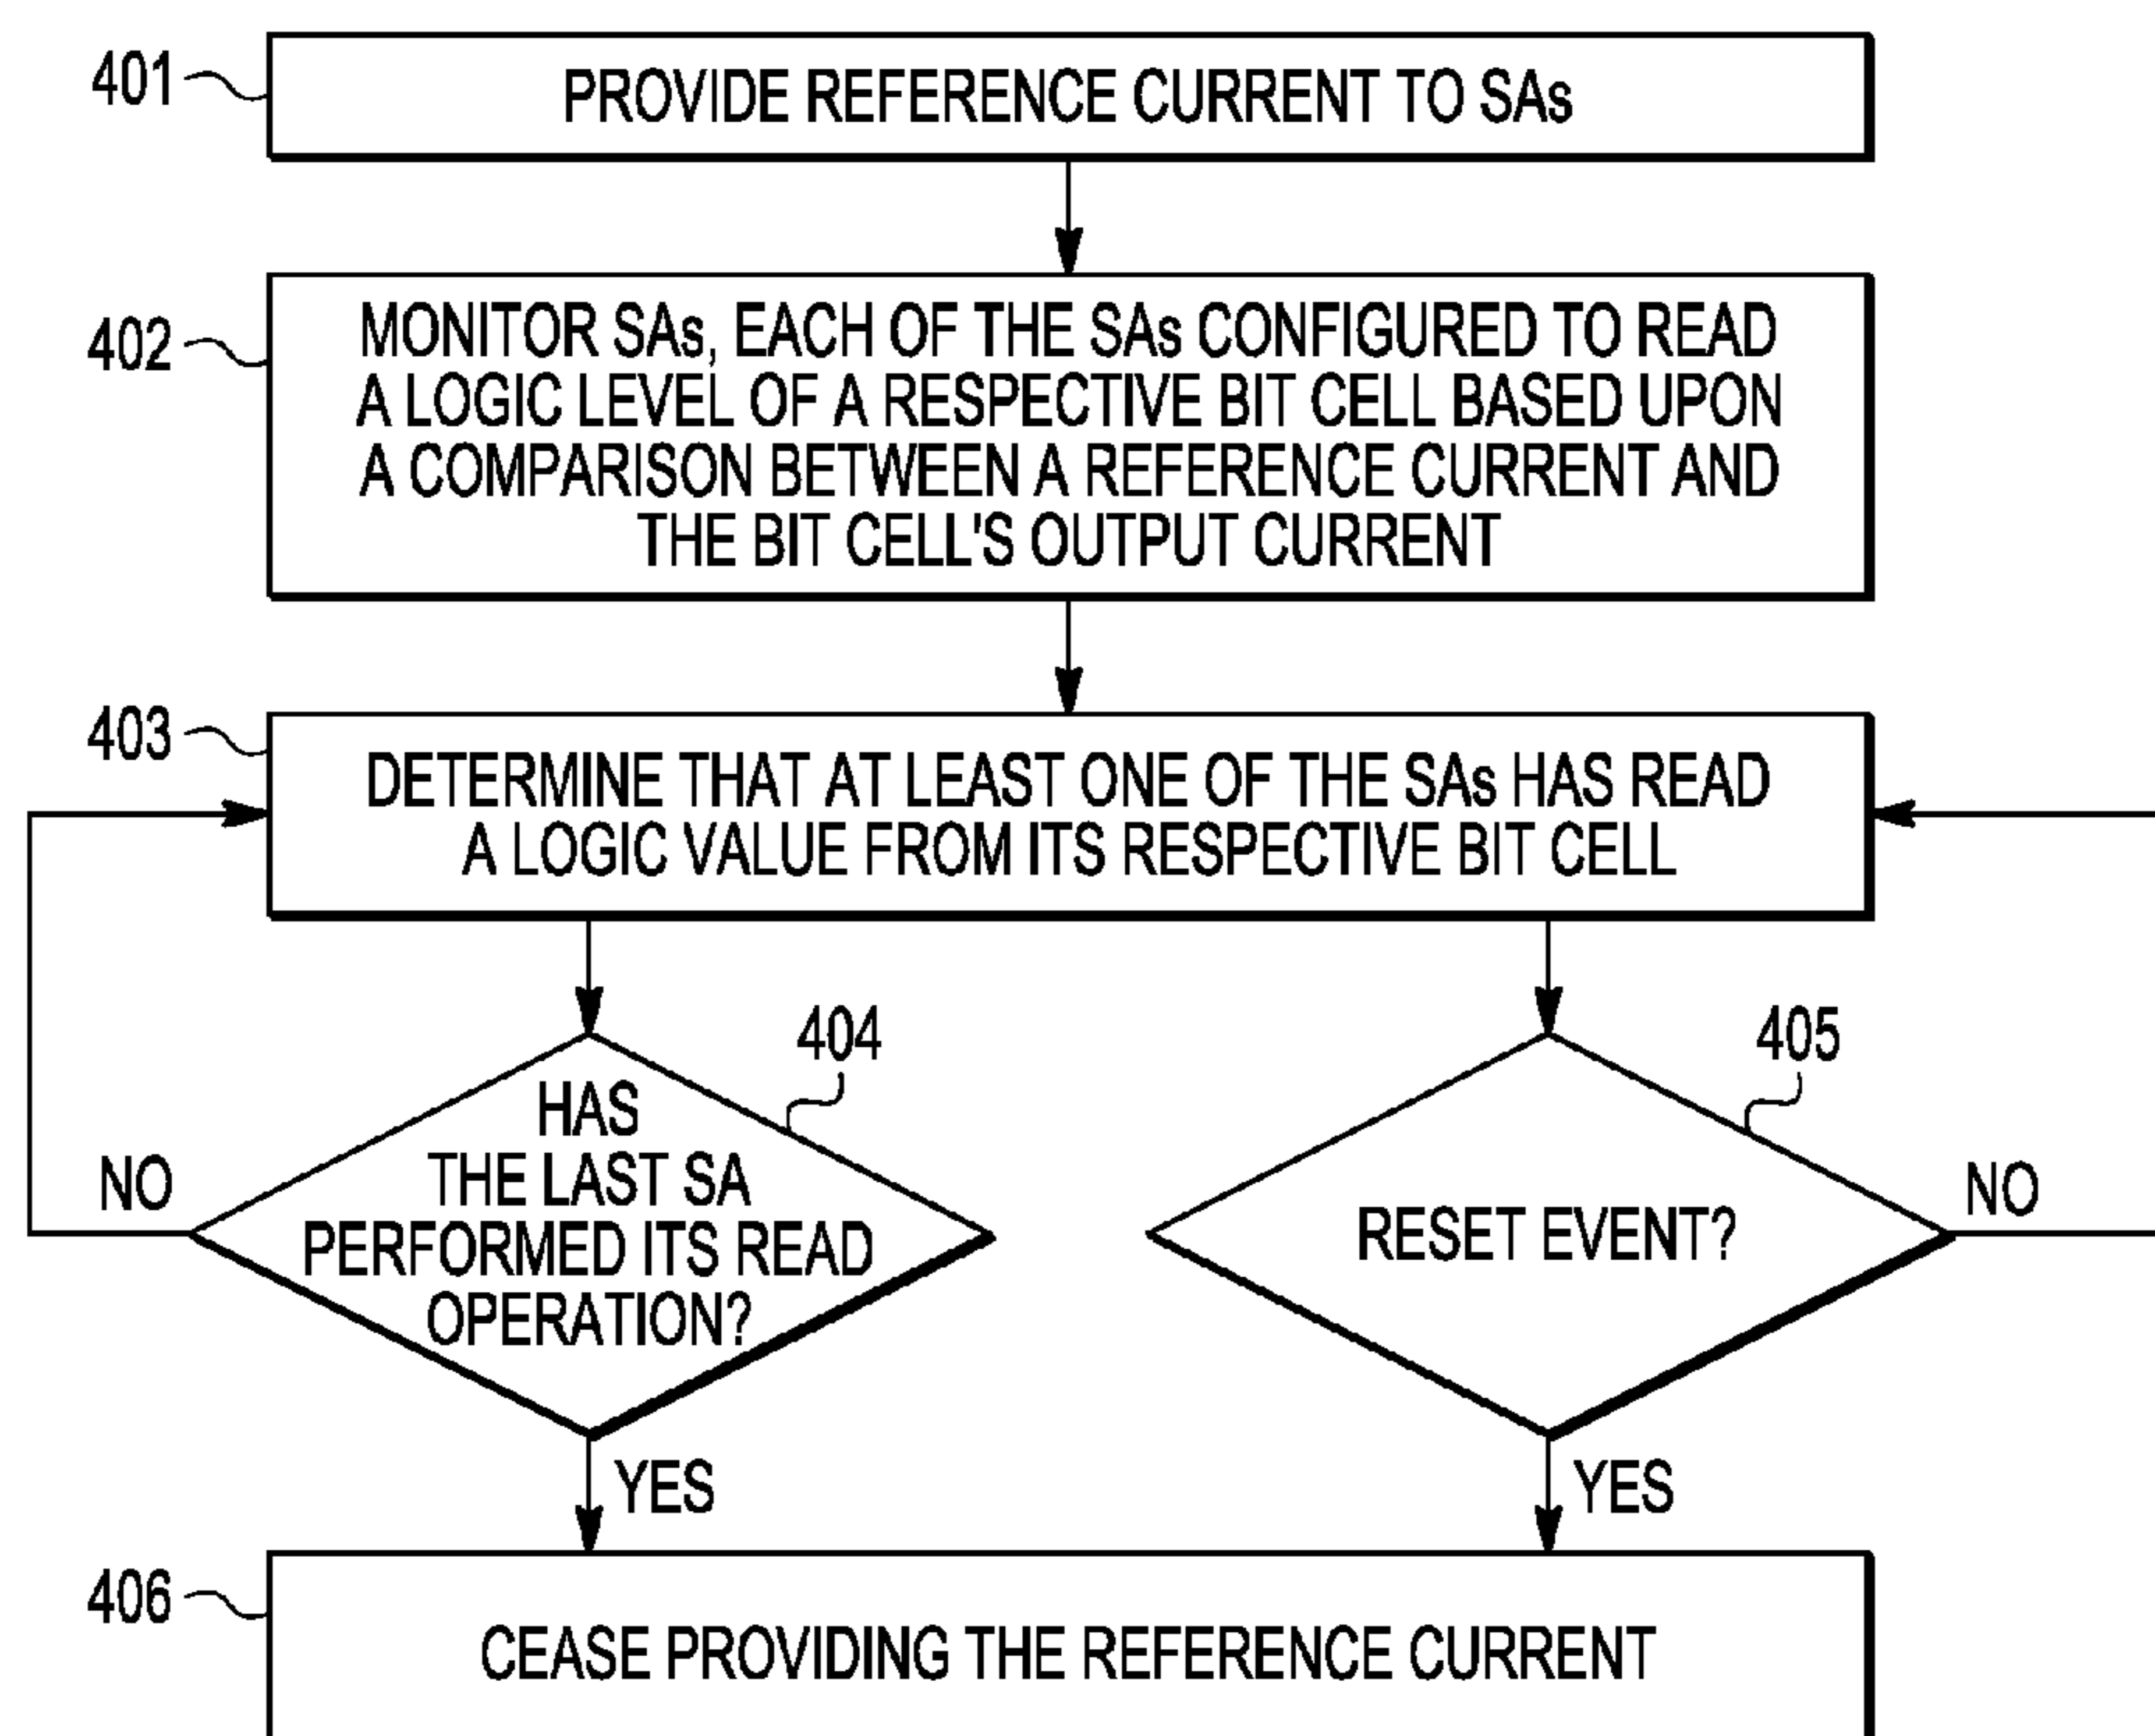 401
PROVIDE REFERENCE CURRENT TO SAs
402
MONITOR SAs, EACH OF THE SAs CONFIGURED TO READ
A LOGIC LEVEL OF A RESPECTIVE BIT CELL BASED UPON
A COMPARISON BETWEEN A REFERENCE CURRENT AND
THE BIT CELL'S OUTPUT CURRENT
403
DETERMINE THAT AT LEAST ONE OF THE SAs HAS READ
A LOGIC VALUE FROM ITS RESPECTIVE BIT CELL
404
HAS
THE LAST SA
PERFORMED ITS READ
OPERATION?
NO
YES
405
RESET EVENT?
NO
YES
406
CEASE PROVIDING THE REFERENCE CURRENT